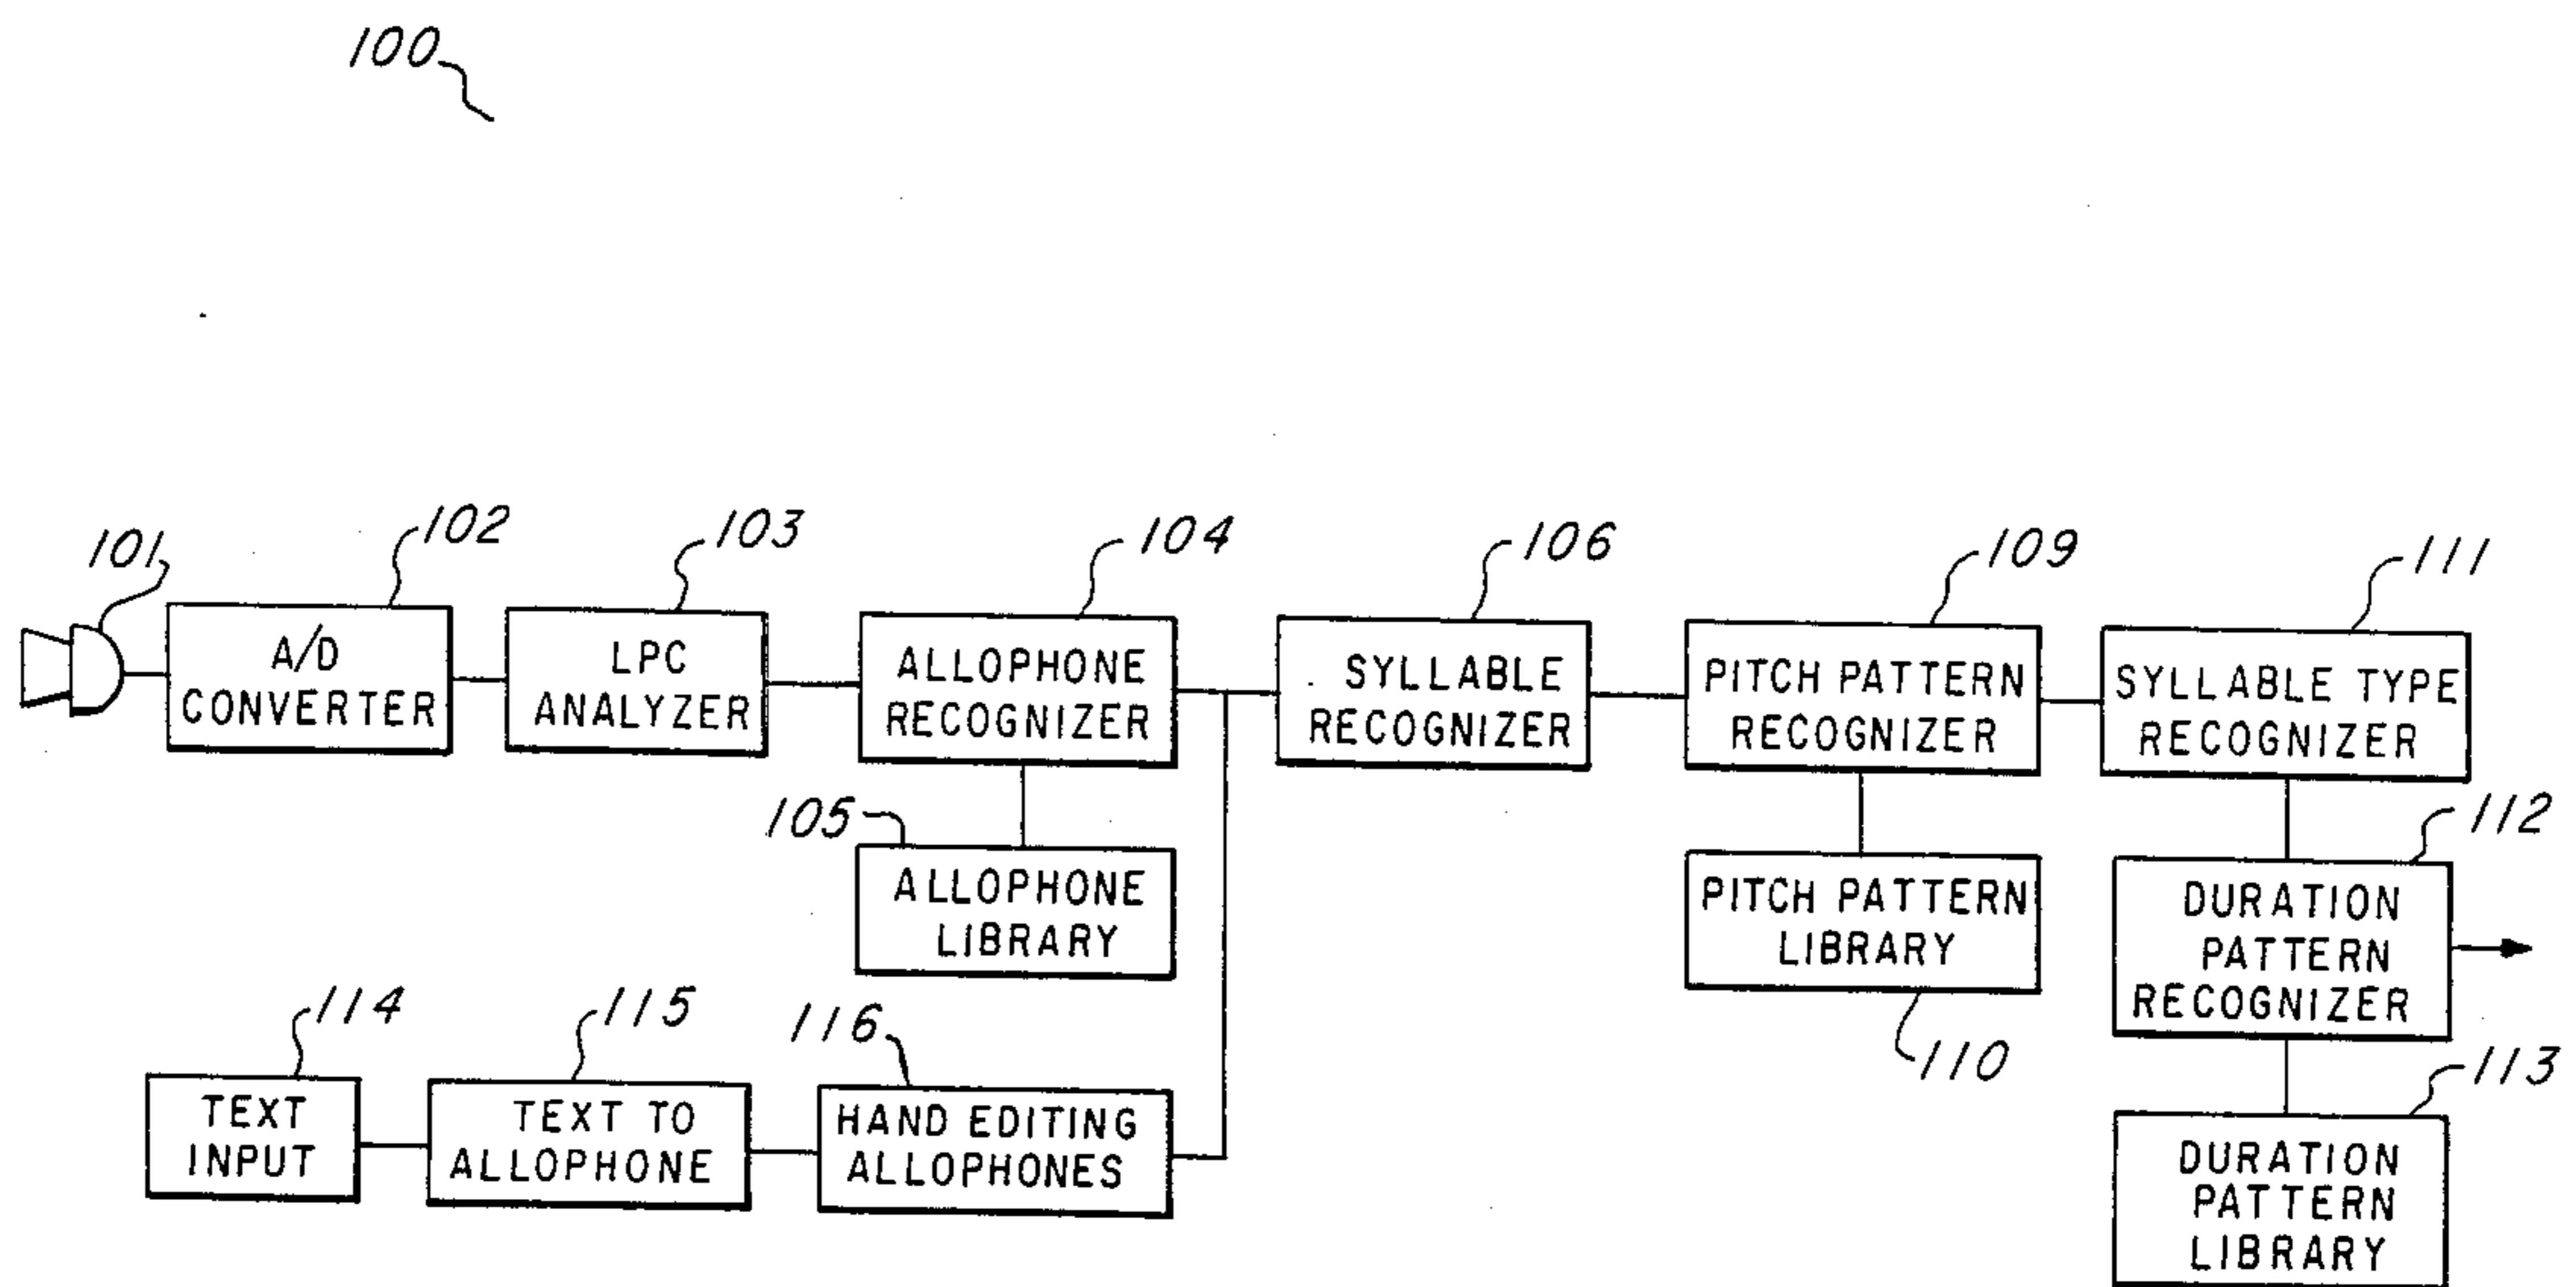 100
101
102
103
104
106
109
111
A/D
CONVERTER
LPC
ANALYZER
ALLOPHONE
RECOGNIZER
SYLLABLE
RECOGNIZER
PITCH PATTERN
RECOGNIZER
SYLLABLE TYPE
RECOGNIZER
105
112
ALLOPHONE
LIBRARY
PITCH PATTERN
LIBRARY
DURATION
PATTERN
RECOGNIZER
114
115
116
110
113
TEXT
INPUT
TEXT TO
ALLOPHONE
HAND EDITING
ALLOPHONES
DURATION
PATTERN
LIBRARY